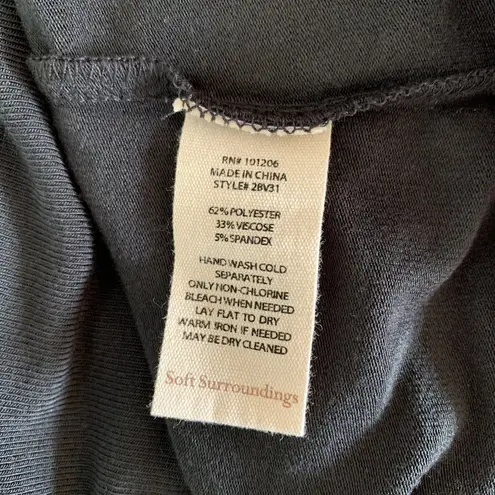 RN# 101206
MADE IN CHINA
STYLE# 2BV31
62% POLYESTER
33% VISCOSE
5% SPANDEX
HAND WASH COLD
SEPARATELY
ONLY NON-CHLORINE
BLEACH WHEN NEEDED
LAY FLAT TO DRY
WARM IRON IF NEEDED
MAY BE DRY CLEANED
Soft Surroundings